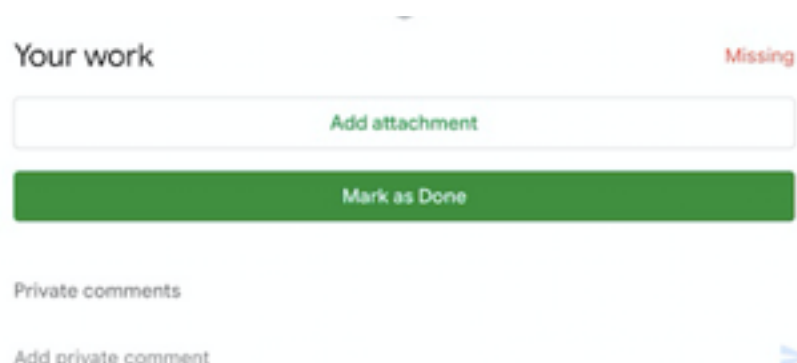 Your work
Missing
Add attachment
Mark as Done
Private comments
Add private comment